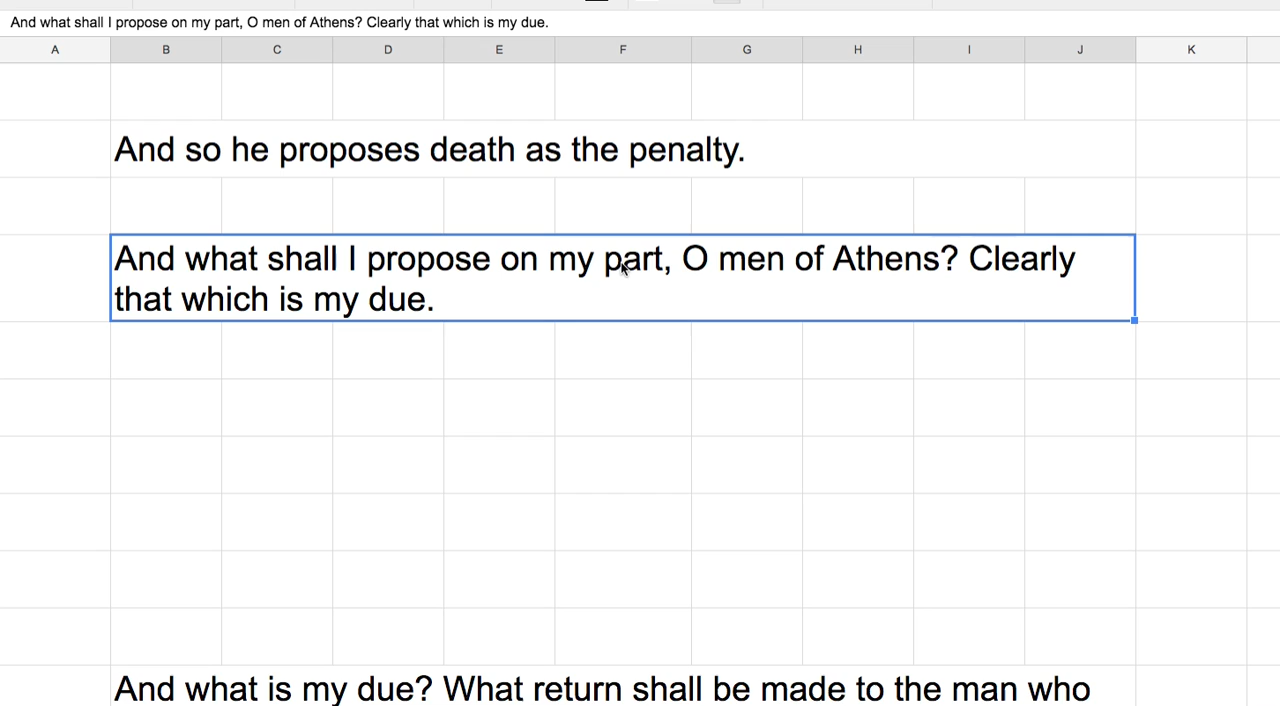 And what shall I propose on my part, O men of Athens? Clearly that which is my due.
A B C D E F G H I J K
And so he proposes death as the penalty.
And what shall I propose on my part, O men of Athens? Clearly
that which is my due.
And what is my due? What return shall be made to the man who